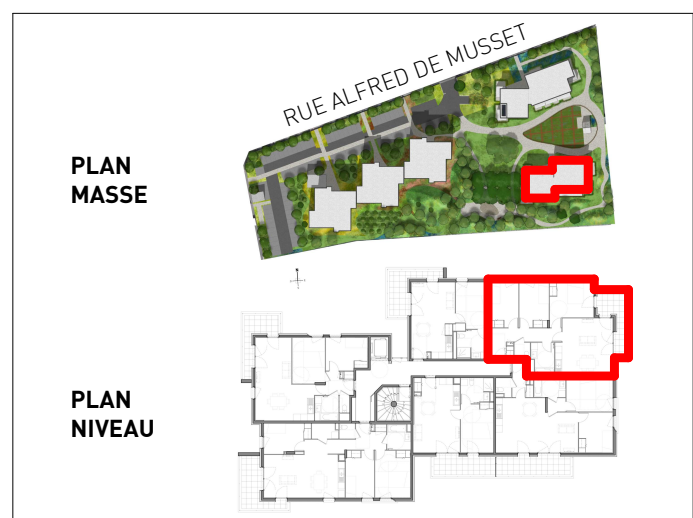 RUE ALFRED DE MUSSET
PLAN
MASSE
PLAN
NIVEAU